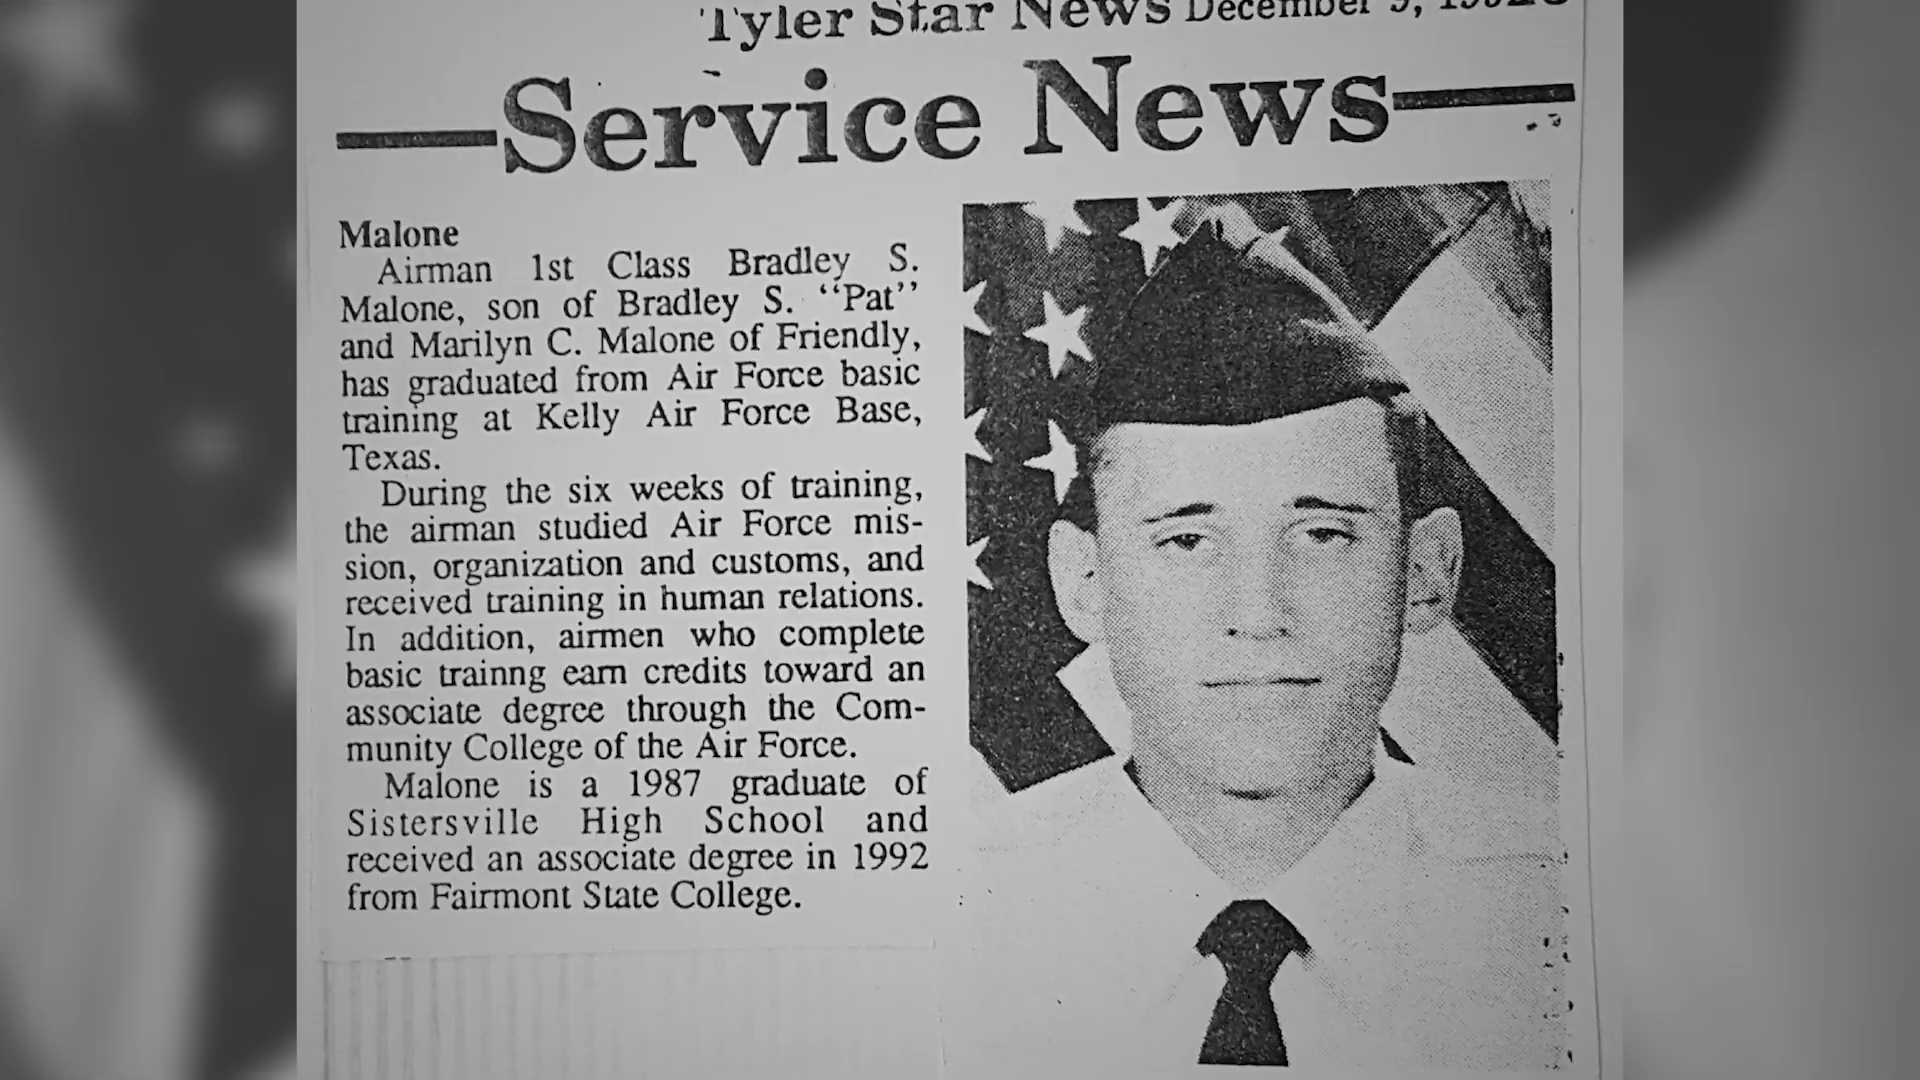 Tyler Star News December 9,
Service News
Malone
Airman 1st Class Bradley S.
Malone, son of Bradley S. “Pat”
and Marilyn C. Malone of Friendly,
has graduated from Air Force basic
training at Kelly Air Force Base,
Texas.
During the six weeks of training,
the airman studied Air Force mis-
sion, organization and customs, and
received training in human relations.
In addition, airmen who complete
basic trainng earn credits toward an
associate degree through the Com-
munity College of the Air Force.
Malone is a 1987 graduate of
Sistersville High School and
received an associate degree in 1992
from Fairmont State College.